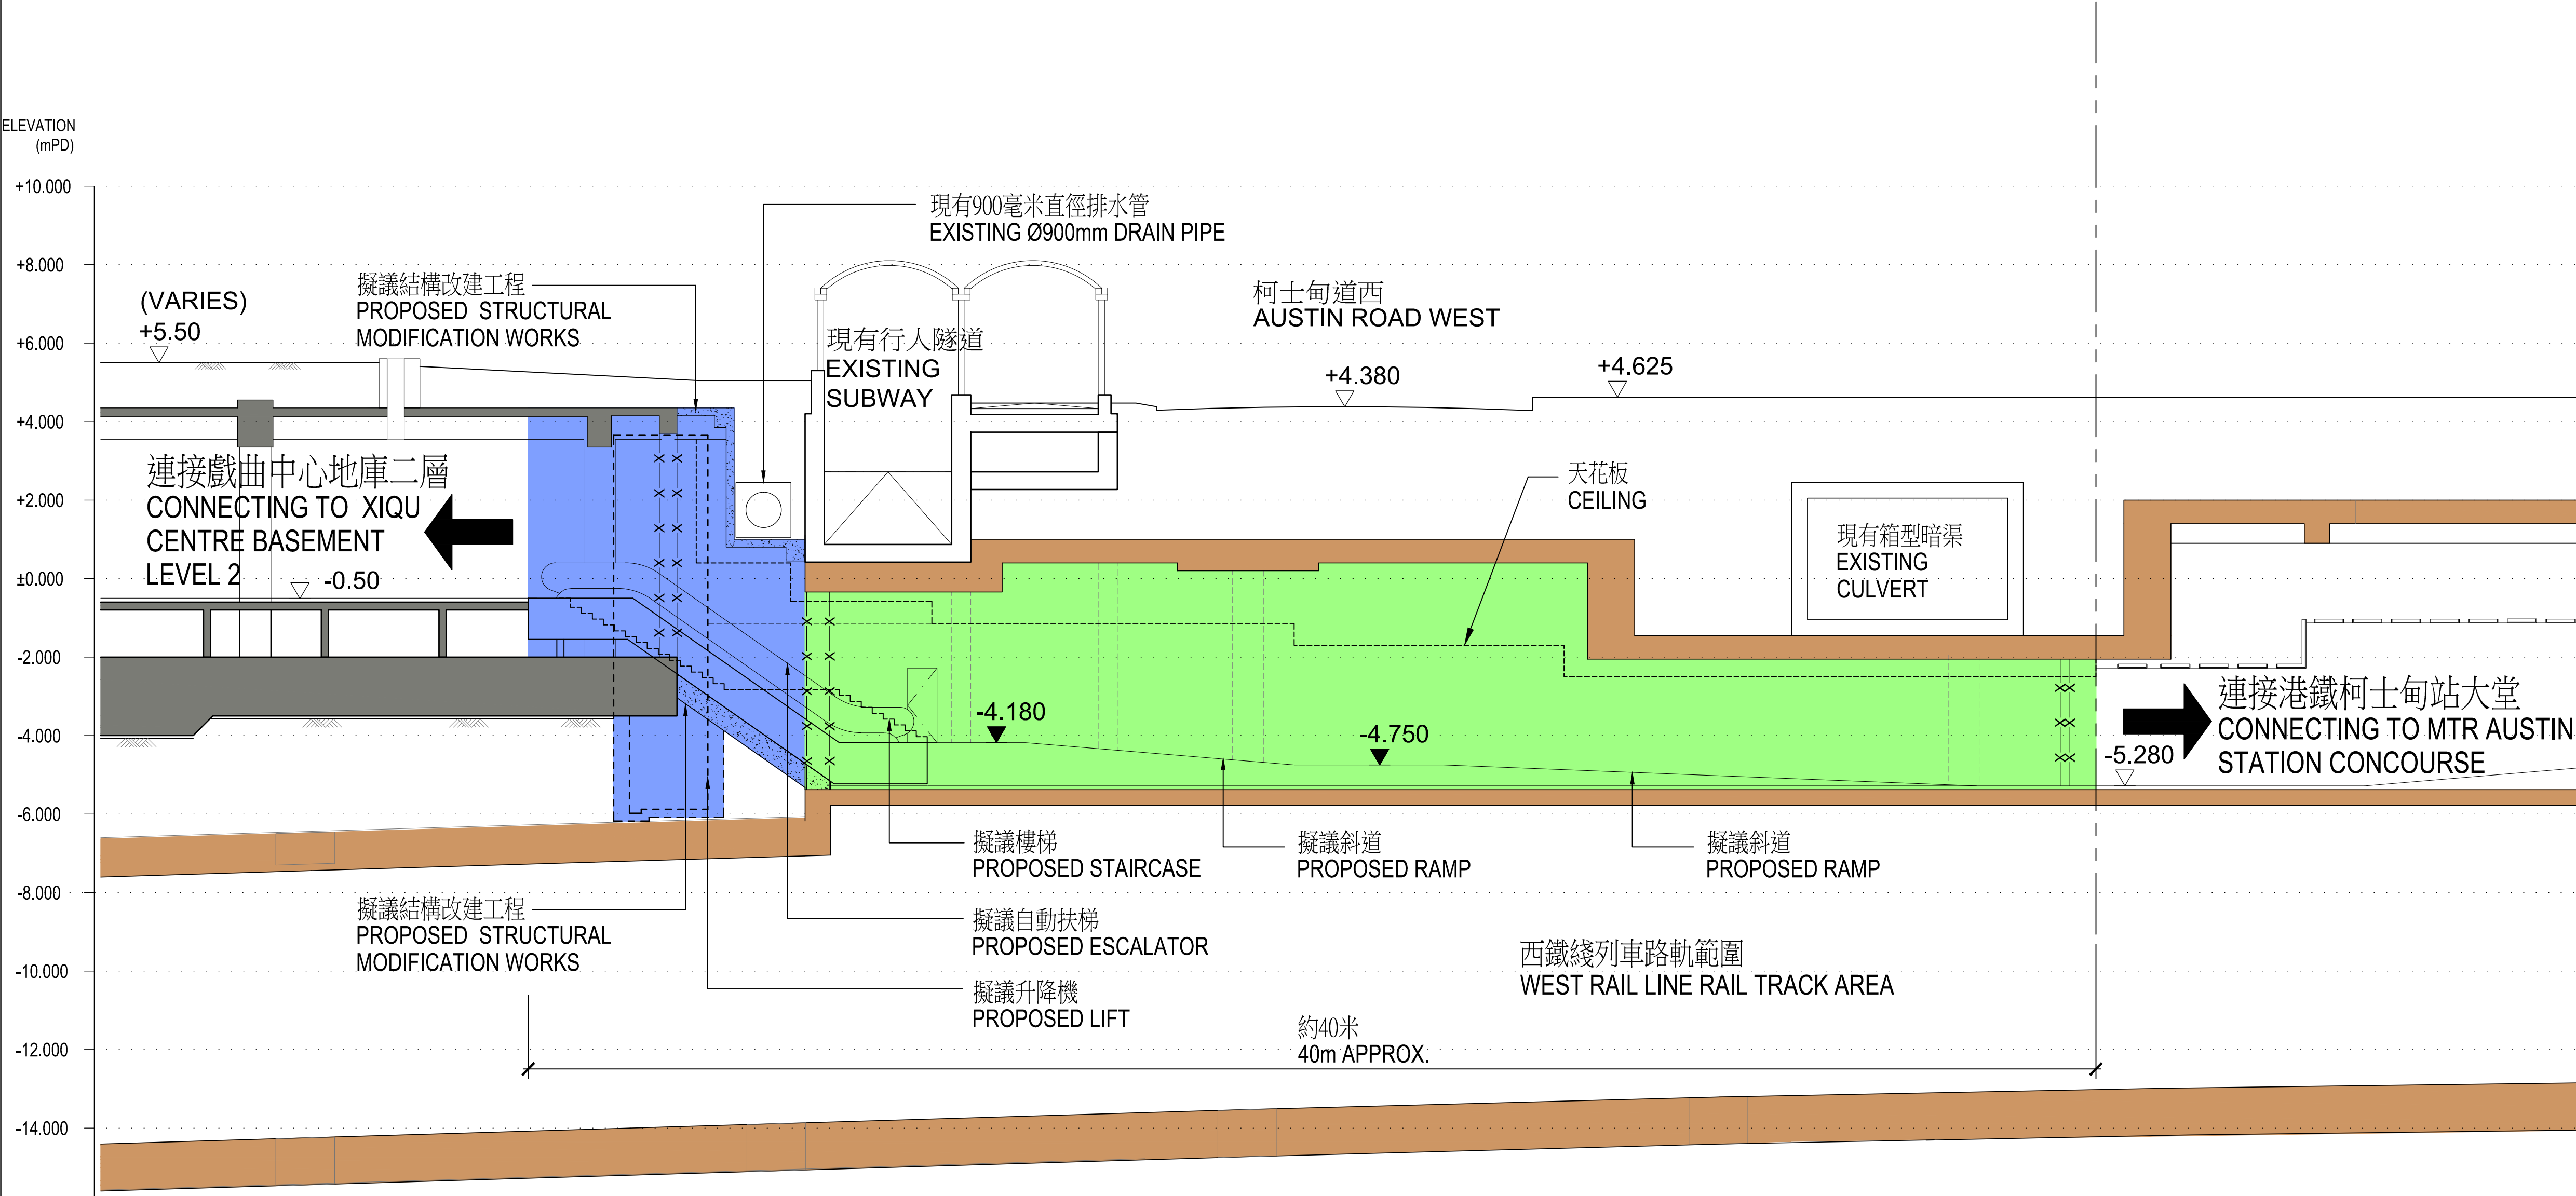 ELEVATION
(mPD)
+10.000
+8.000
+6.000
+4.000
+2.000
±0.000
-2.000
-4.000
-6.000
-8.000
-10.000
-12.000
-14.000
(VARIES)
+5.50
擬議結構改建工程
PROPOSED STRUCTURAL
MODIFICATION WORKS
現有900毫米直徑排水管
EXISTING Ø900mm DRAIN PIPE
現有行人隧道
EXISTING
SUBWAY
柯士甸道西
AUSTIN ROAD WEST
+4.380
+4.625
連接戲曲中心地庫二層
CONNECTING TO XIQU
CENTRE BASEMENT
LEVEL 2
-0.50
天花板
CEILING
現有箱型暗渠
EXISTING
CULVERT
-4.180
-4.750
連接港鐵柯士甸站大堂
CONNECTING TO MTR AUSTIN
STATION CONCOURSE
-5.280
擬議樓梯
PROPOSED STAIRCASE
擬議斜道
PROPOSED RAMP
擬議斜道
PROPOSED RAMP
擬議結構改建工程
PROPOSED STRUCTURAL
MODIFICATION WORKS
擬議自動扶梯
PROPOSED ESCALATOR
擬議升降機
PROPOSED LIFT
西鐵綫列車路軌範圍
WEST RAIL LINE RAIL TRACK AREA
約40米
40m APPROX.